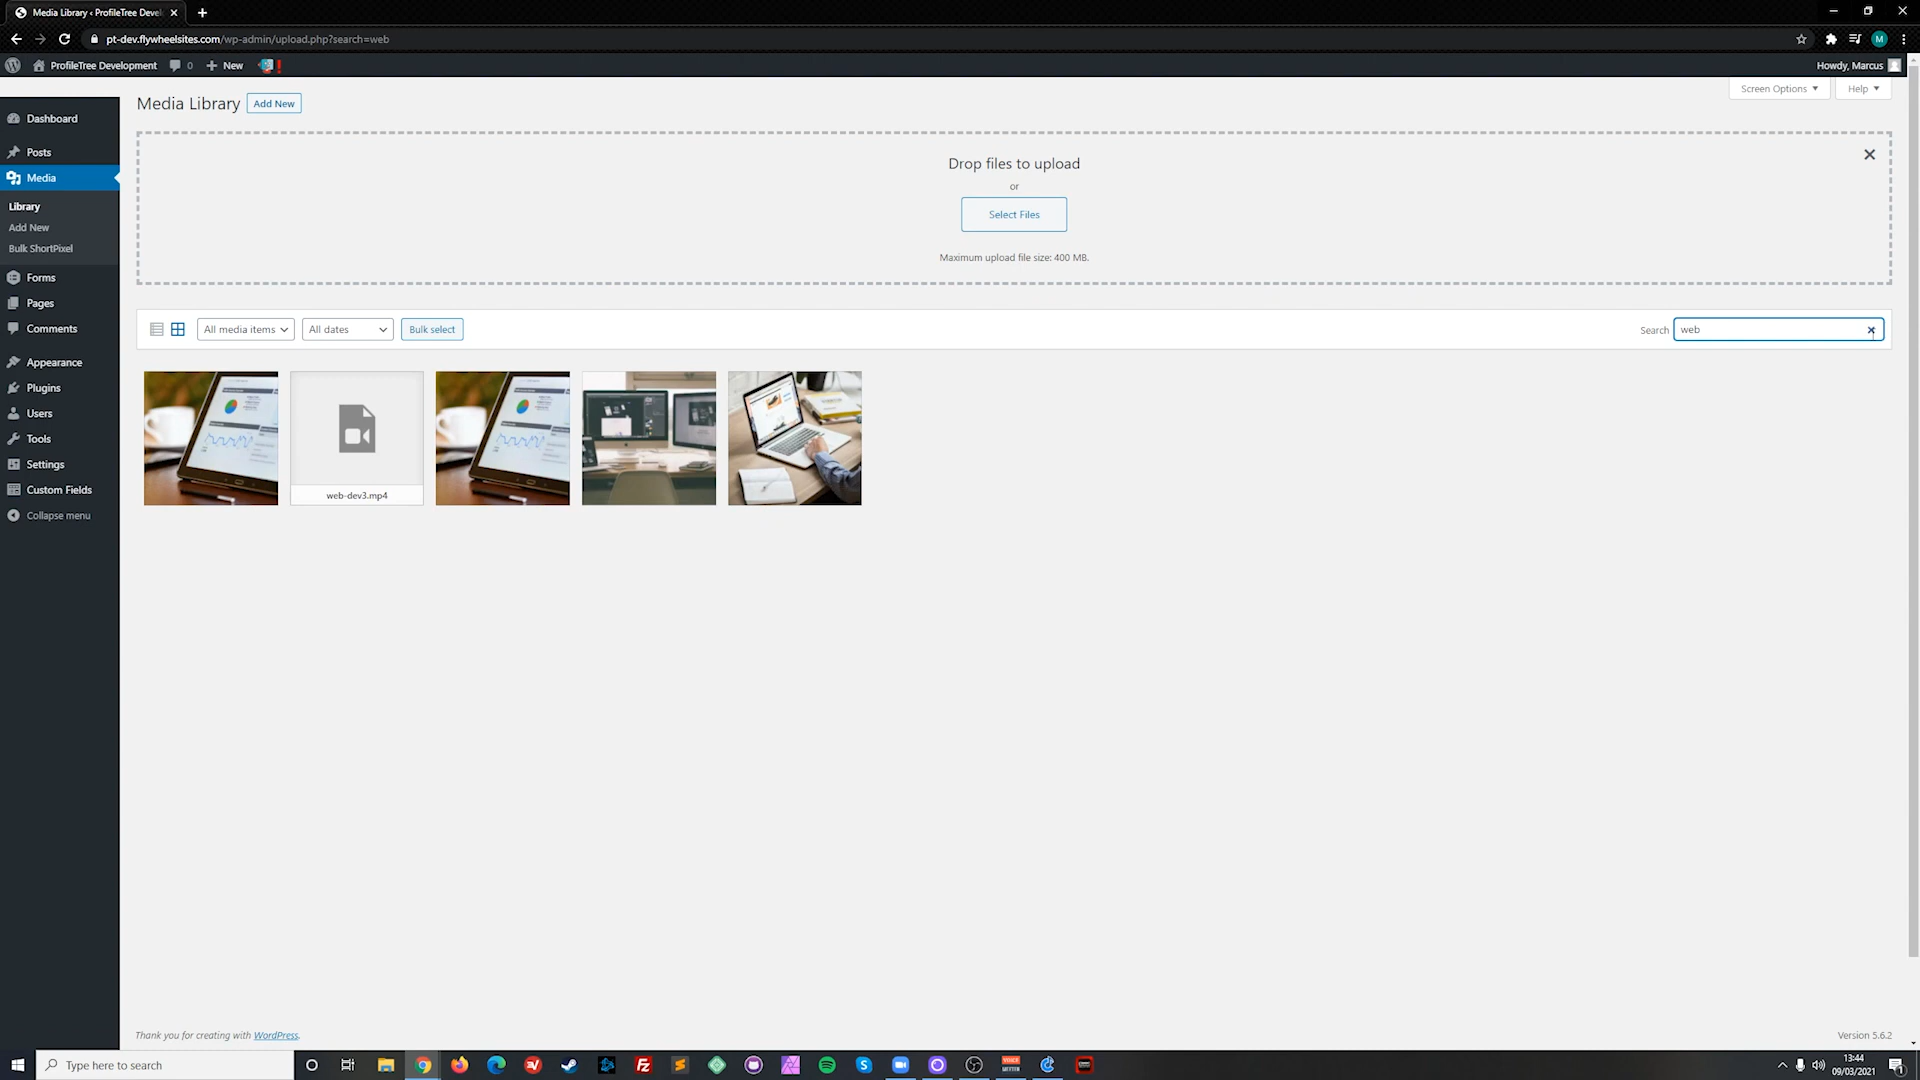 Media Library ‹ ProfileTree Devel
pt-dev.flywheelsites.com/wp-admin/upload.php?search=web
M
ProfileTree Development
0
New
Howdy, Marcus
Media Library
Add New
Screen Options
Help
Dashboard
Posts
Media
Library
Add New
Bulk ShortPixel
Forms
Pages
Comments
Appearance
Plugins
Users
Tools
Settings
Custom Fields
Collapse menu
Drop files to upload
or
Select Files
Maximum upload file size: 400 MB.
All media items
All dates
Bulk select
Search
web
web-dev3.mp4
Thank you for creating with WordPress.
Version 5.6.2
Type here to search
13:44
09/03/2021